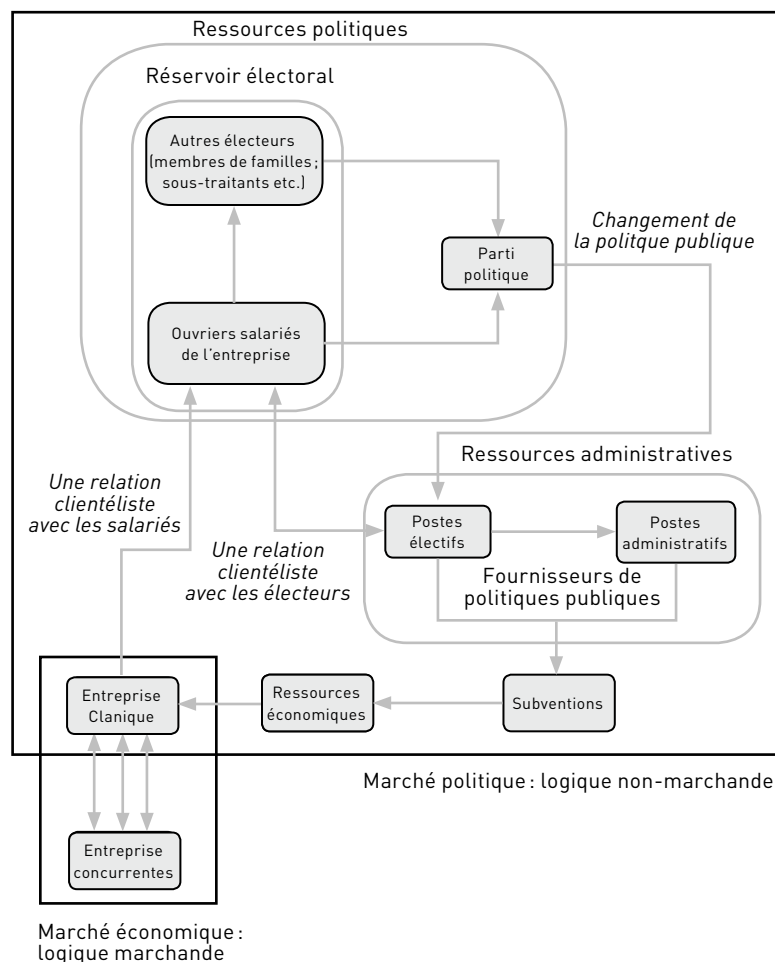 Ressources politiques
Réservoir électoral
Autres électeurs
(membres de familles ;
sous-traitants etc.)
Changement de
la politque publique
Parti
politique
Ouvriers salariés
de l'entreprise
Ressources administratives
Une relation
clientéliste
avec les salariés
Postes
électifs
Postes
administratifs
Une relation
clientéliste
avec les électeurs
Fournisseurs de
politiques publiques
Entreprise
Clanique
Ressources
économiques
Subventions
Marché politique : logique non-marchande
Entreprise
concurrentes
Marché économique :
logique marchande